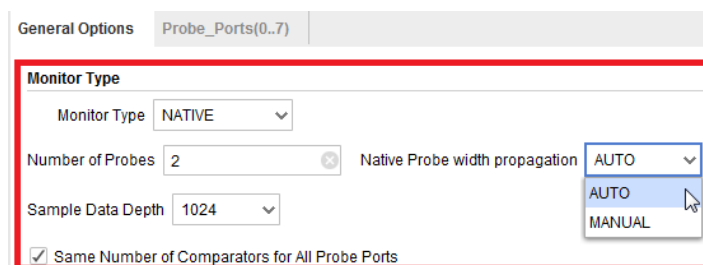 General Options Probe_Ports(0..7)
Monitor Type
Monitor Type NATIVE
Number of Probes 2 Native Probe width propagation AUTO
AUTO
Sample Data Depth 1024
MANUAL
Same Number of Comparators for All Probe Ports